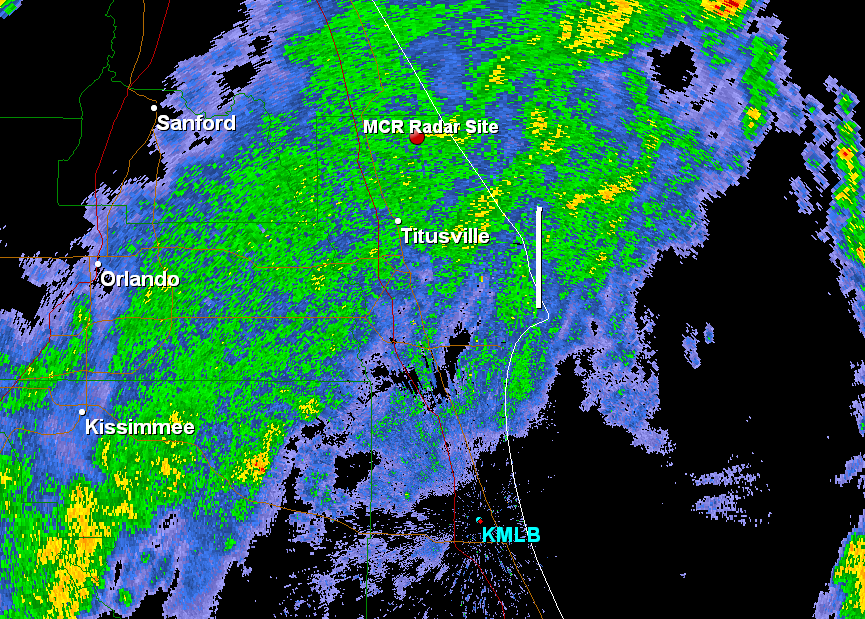 Sanford
MCR Radar Site
Titusville
Orlando
Kissimmee
KMLB